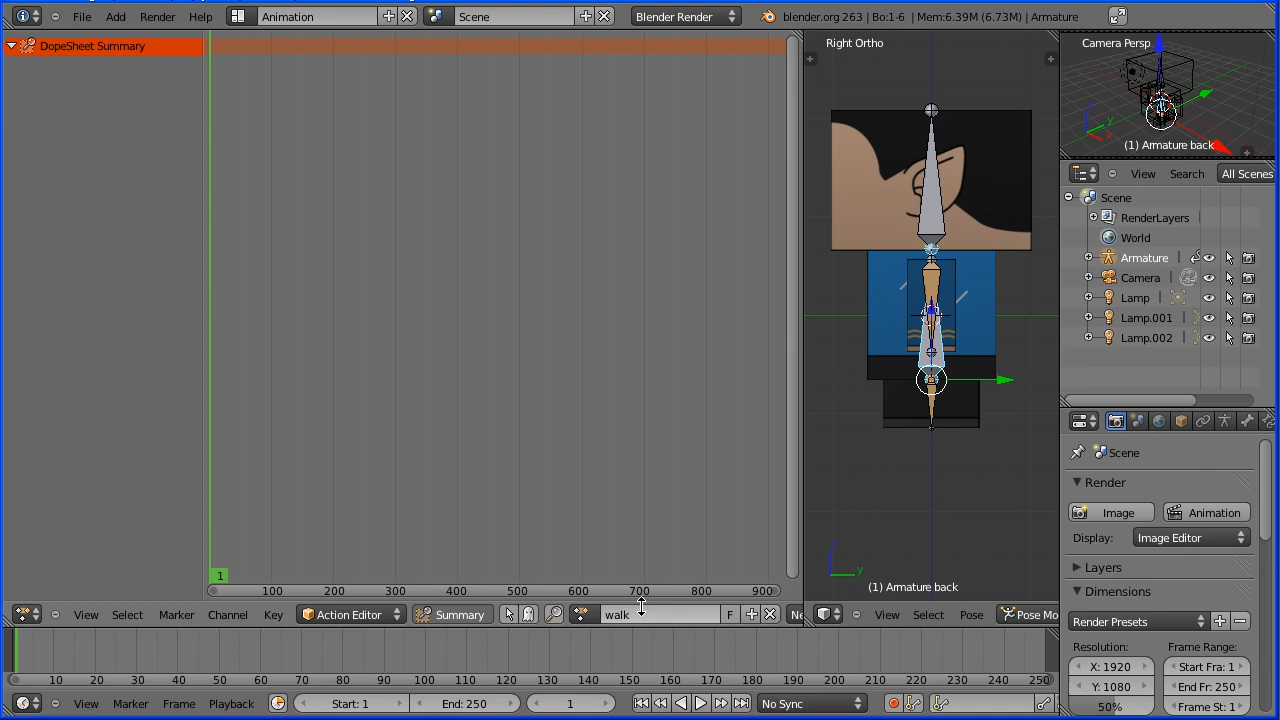 File Add Render Help Animation Scene Blender Render blender.org 263 | Bo:1-6 | Mem:6.39M (6.73M) | Armature
DopeSheet Summary
Right Ortho
Camera Persp
(1) Armature back
View Search All Scenes
Scene
RenderLayers
World
Armature
Camera
Lamp
Lamp.001
Lamp.002
Scene
Render
Image Animation
Display: Image Editor
Layers
Dimensions
Render Presets
Resolution: Frame Range:
X: 1920 Start Fra: 1
Y: 1080 End Fr: 250
50% Frame St: 1
1
100 200 300 400 500 600 700 800 900
(1) Armature back
View Select Marker Channel Key Action Editor Summary walk F Ne
View Select Pose Pose Mo
10 20 30 40 50 60 70 80 90 100 110 120 130 140 150 160 170 180 190 200 210 220 230 240 250
View Marker Frame Playback Start: 1 End: 250 1 No Sync